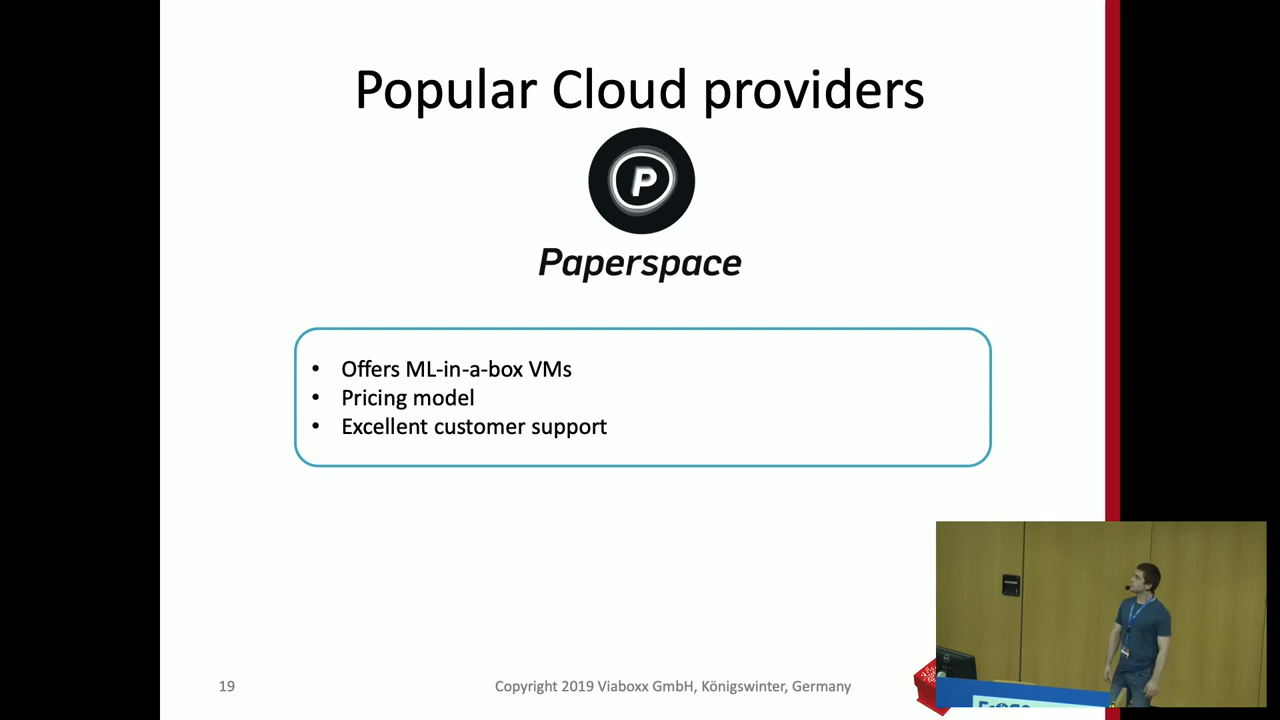 Popular Cloud providers
P
Paperspace
• Offers ML-in-a-box VMs
• Pricing model
• Excellent customer support
19
Copyright 2019 Viaboxx GmbH, Königswinter, Germany